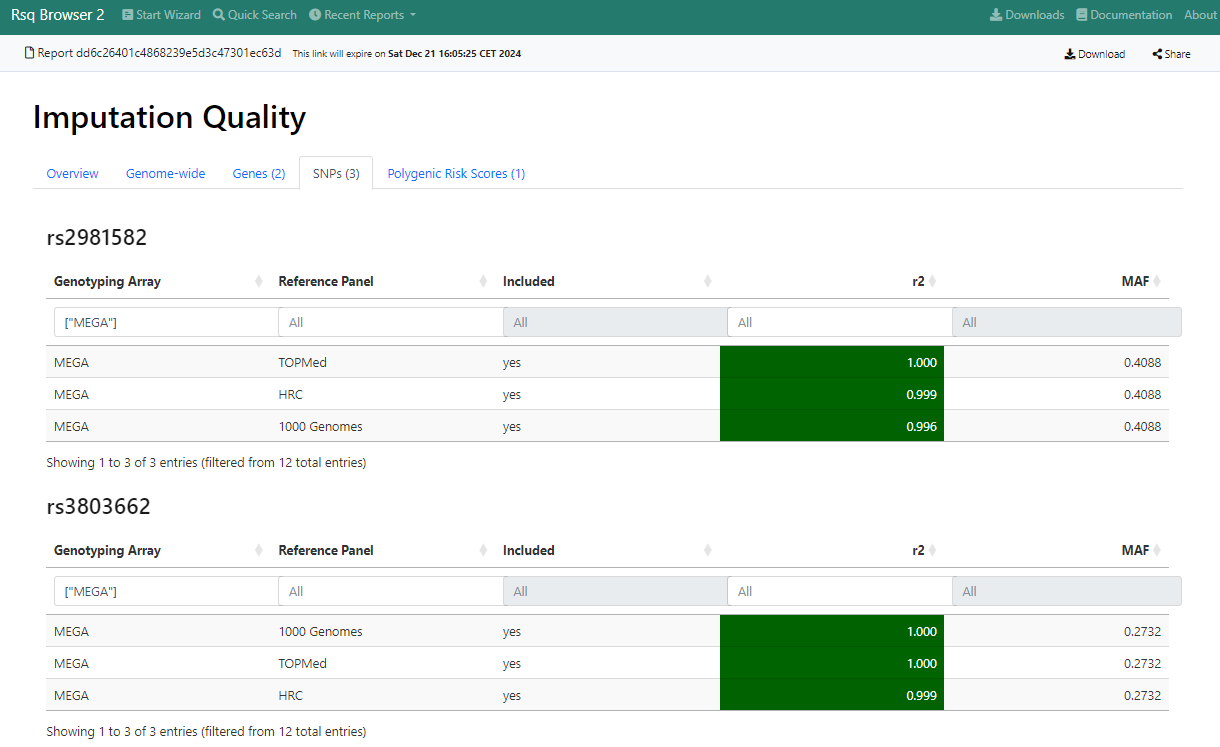 Rsq Browser 2 Start Wizard Quick Search Recent Reports Downloads Documentation About
Report dd6c26401c4868239e5d3c47301ec63d This link will expire on Sat Dec 21 16:05:25 CET 2024 Download Share
Imputation Quality
Overview Genome-wide Genes (2) SNPs (3) Polygenic Risk Scores (1)
rs2981582
Genotyping Array Reference Panel Included r2 MAF
["MEGA"] All All All All
MEGA TOPMed yes 1.000 0.4088
MEGA HRC yes 0.999 0.4088
MEGA 1000 Genomes yes 0.996 0.4088
Showing 1 to 3 of 3 entries (filtered from 12 total entries)
rs3803662
Genotyping Array Reference Panel Included r2 MAF
["MEGA"] All All All All
MEGA 1000 Genomes yes 1.000 0.2732
MEGA TOPMed yes 1.000 0.2732
MEGA HRC yes 0.999 0.2732
Showing 1 to 3 of 3 entries (filtered from 12 total entries)